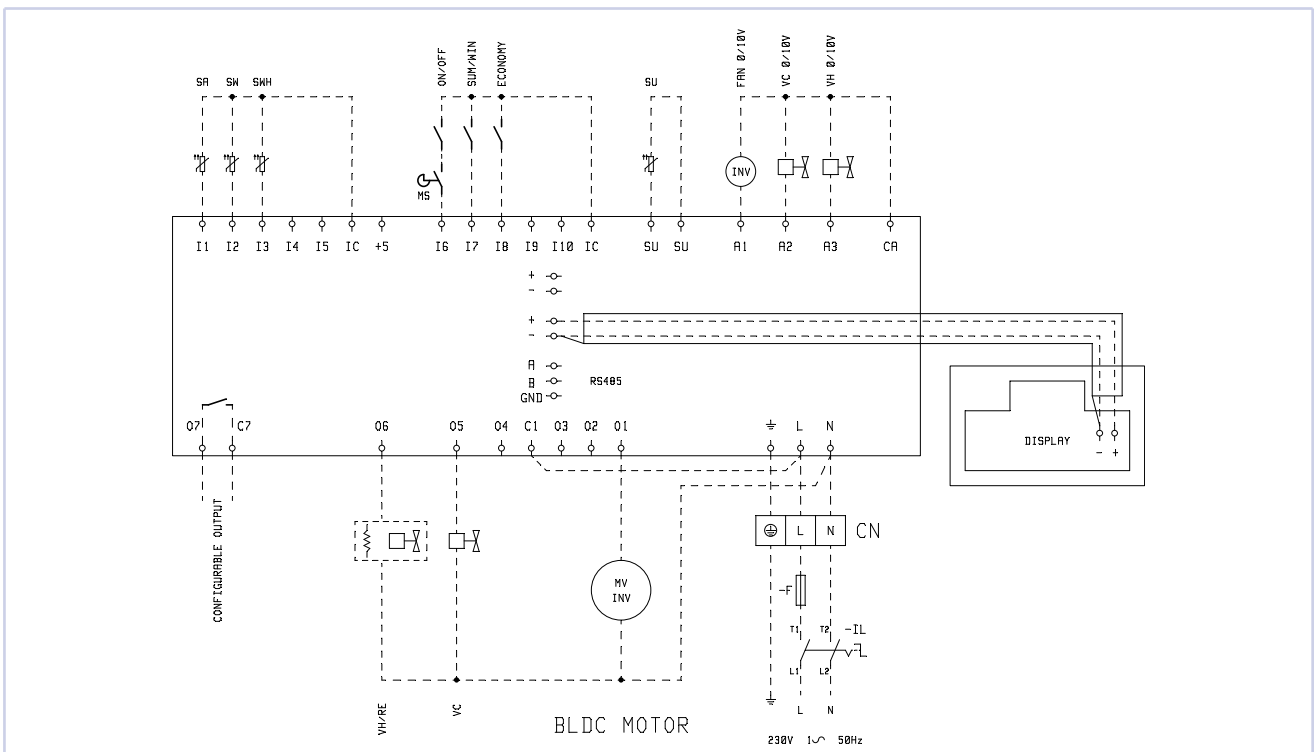 ON/OFF
SUM/WIN
ECONOMY
FAN 0/10V
VC 0/10V
VH 0/10V
SA SW SWH
SU
INV
MS
I1 I2 I3 I4 I5 IC +5 I6 I7 I8 I9 I10 IC SU SU A1 A2 A3 CA
+
-
+
-
A
B RS485
GND
O7 C7 O6 O5 O4 C1 O3 O2 O1 L N
DISPLAY
- +
CONFIGURABLE OUTPUT
L N CN
MV
INV
-F
T1 T2 -IL
L1 L2
VH/RE
VC
BLDC MOTOR
L N
230V 1~ 50Hz